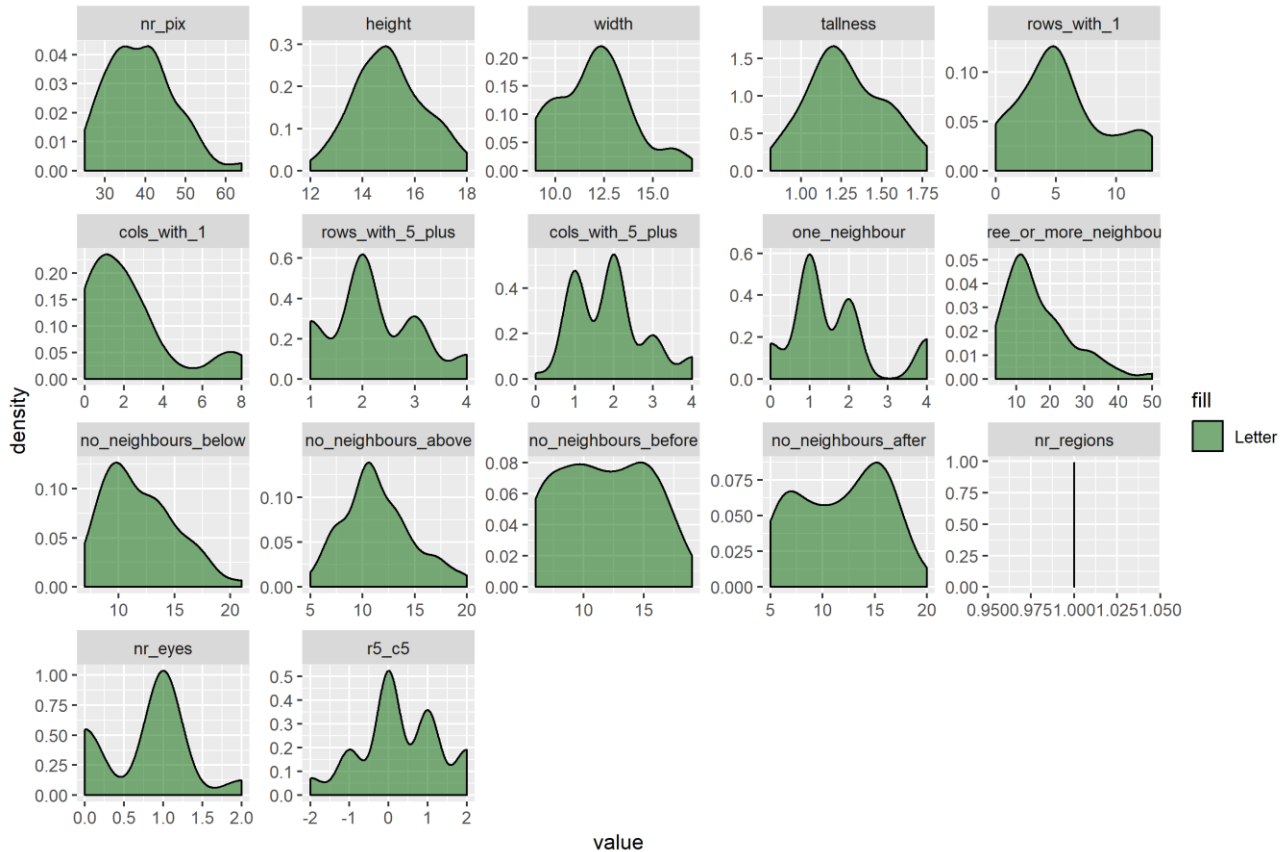 nr_pix height width tallness rows_with_1
0.04 0.3 0.20 1.5 0.10
0.03 0.2 0.15 1.0 0.05
0.02 0.1 0.10 0.5 0.00
0.01 0.0 0.05 0.0
0.00 0.00
30 40 50 60 12 14 16 18 10.0 12.5 15.0 1.00 1.25 1.50 1.75 0 5 10
cols_with_1 rows_with_5_plus cols_with_5_plus one_neighbour ree_or_more_neighbou
0.20 0.6 0.4 0.6 0.05
0.15 0.4 0.2 0.4 0.04
0.10 0.2 0.0 0.2 0.03
0.05 0.0 0.0 0.02
0.00 0.01
0.00
0 2 4 6 8 1 2 3 4 0 1 2 3 4 0 1 2 3 4 10 20 30 40 50
density
fill
Letter
no_neighbours_below no_neighbours_above no_neighbours_before no_neighbours_after nr_regions
0.10 0.10 0.08 0.075 1.00
0.05 0.05 0.06 0.050 0.75
0.00 0.00 0.04 0.025 0.50
0.02 0.000 0.25
0.00 0.00
10 15 20 5 10 15 20 10 15 5 10 15 20 0.950 0.975 1.000 1.025 1.050
nr_eyes r5_c5
1.00 0.5
0.75 0.4
0.50 0.3
0.25 0.2
0.00 0.1
0.0
0.0 0.5 1.0 1.5 2.0 -2 -1 0 1 2
value